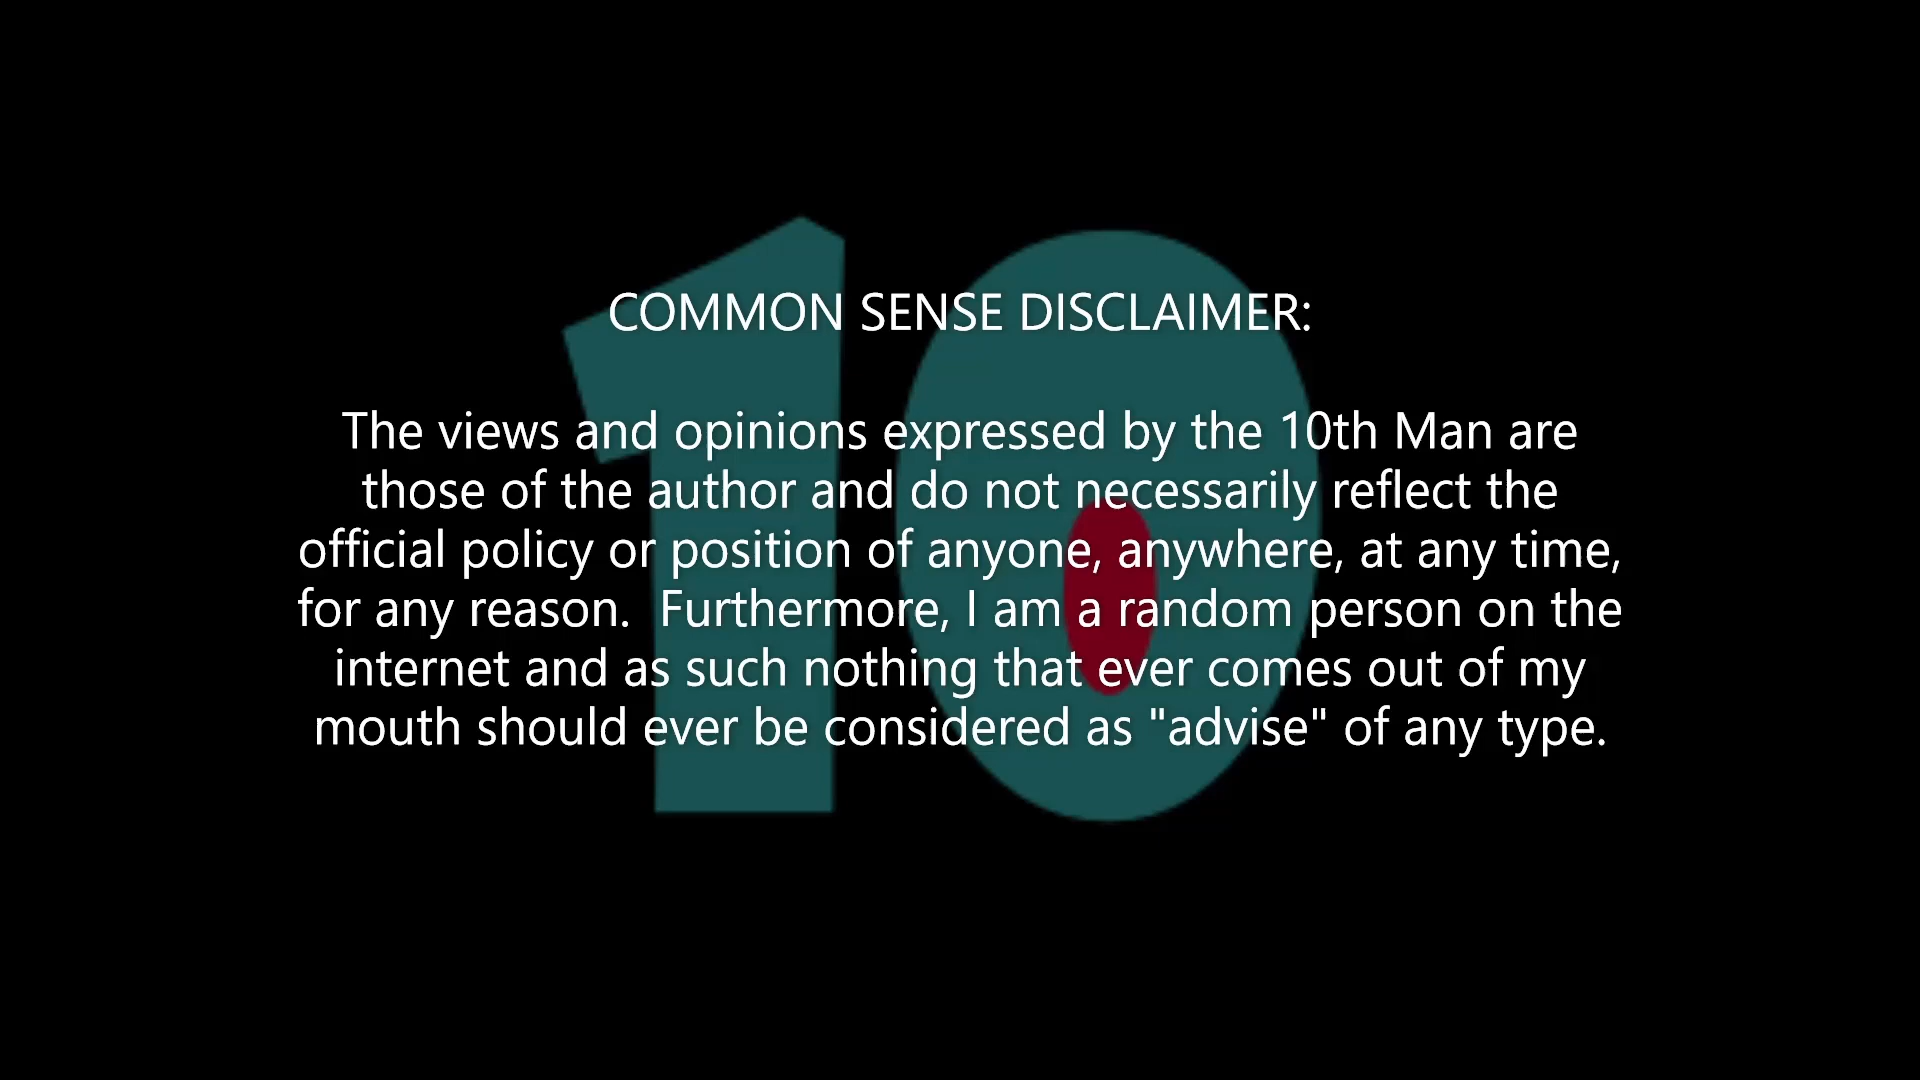 10
COMMON SENSE DISCLAIMER:
The views and opinions expressed by the 10th Man are
those of the author and do not necessarily reflect the
official policy or position of anyone, anywhere, at any time,
for any reason.  Furthermore, I am a random person on the
internet and as such nothing that ever comes out of my
mouth should ever be considered as "advise" of any type.